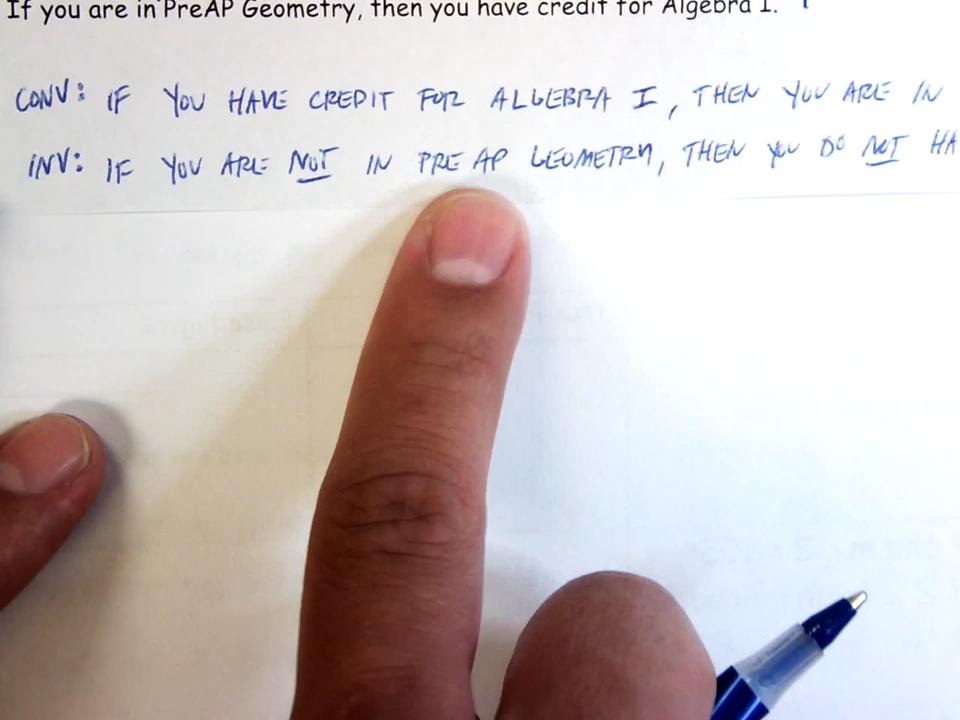 If you are in PreAP Geometry, then you have credit for Algebra I. T
CONV: IF YOU HAVE CREDIT FOR ALGEBRA I, THEN YOU ARE IN
INV: IF YOU ARE NOT IN PRE AP GEOMETRY, THEN YOU DO NOT HA